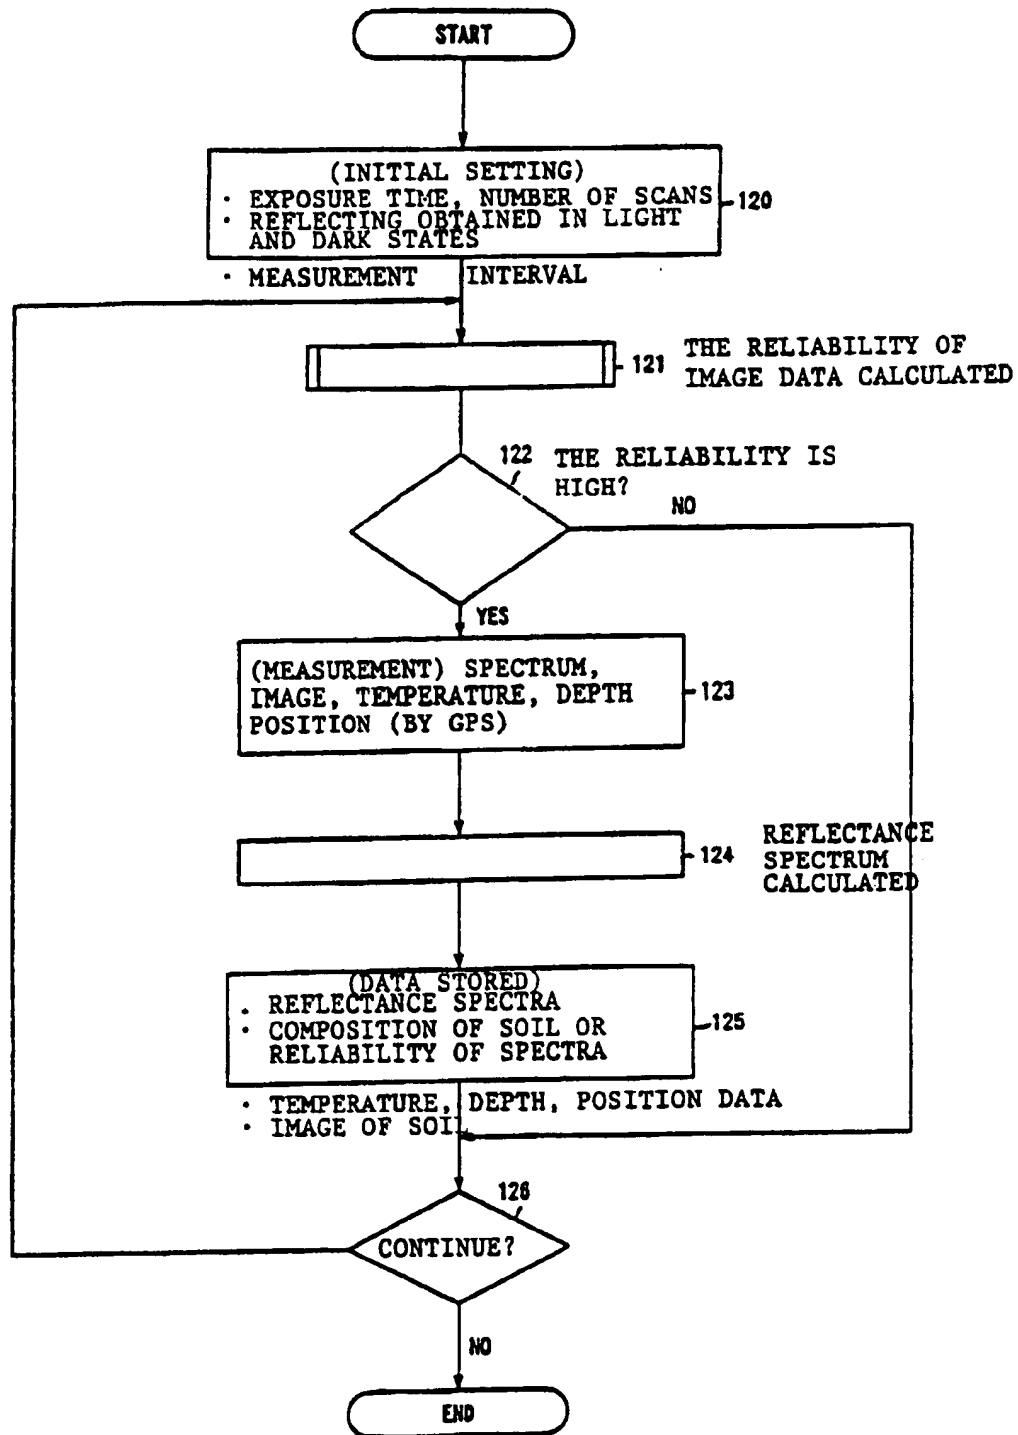 START
(INITIAL SETTING)
· EXPOSURE TIME, NUMBER OF SCANS
· REFLECTING OBTAINED IN LIGHT
AND DARK STATES
120
· MEASUREMENT INTERVAL
121
THE RELIABILITY OF
IMAGE DATA CALCULATED
122
THE RELIABILITY IS
HIGH?
NO
YES
(MEASUREMENT) SPECTRUM,
IMAGE, TEMPERATURE, DEPTH
POSITION (BY GPS)
123
124
REFLECTANCE
SPECTRUM
CALCULATED
(DATA STORED)
. REFLECTANCE SPECTRA
· COMPOSITION OF SOIL OR
RELIABILITY OF SPECTRA
125
· TEMPERATURE, DEPTH, POSITION DATA
· IMAGE OF SOIL
126
CONTINUE?
NO
END